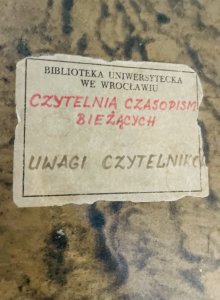 BIBLIOTEKA UNIWERSYTECKA
WE WROCŁAWIU
CZYTELNIA CZASOPISM
BIEŻĄCYCH
UWAGI CZYTELNIKÓ